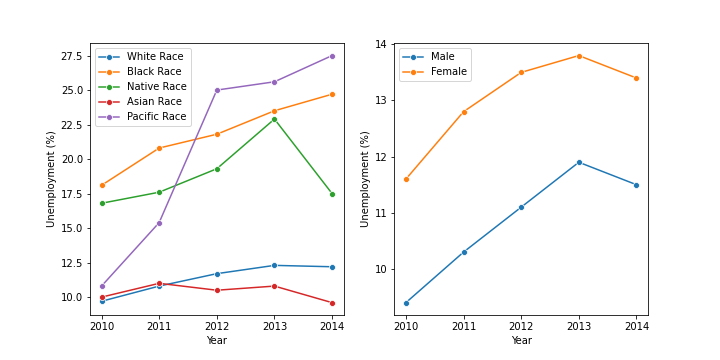 White Race
Black Race
Native Race
Asian Race
Pacific Race
27.5
25.0
22.5
20.0
17.5
15.0
12.5
10.0
Unemployment (%)
2010 2011 2012 2013 2014
Year
Male
Female
14
13
12
11
10
Unemployment (%)
2010 2011 2012 2013 2014
Year